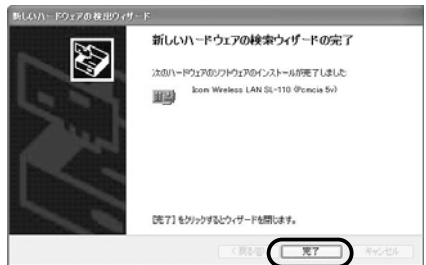 新しいハードウェアの検出ウィザード
新しいハードウェアの検索ウィザードの完了
次のハードウェアのソフトウェアのインストールが完了しました
Icom Wireless LAN SL-110 (Pcmcia 5v)
[完了] をクリックするとウィザードを閉じます。
< 戻る(B) 完了 キャンセル